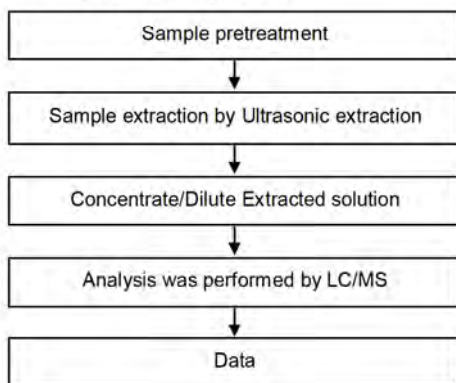 Sample pretreatment
Sample extraction by Ultrasonic extraction
Concentrate/Dilute Extracted solution
Analysis was performed by LC/MS
Data